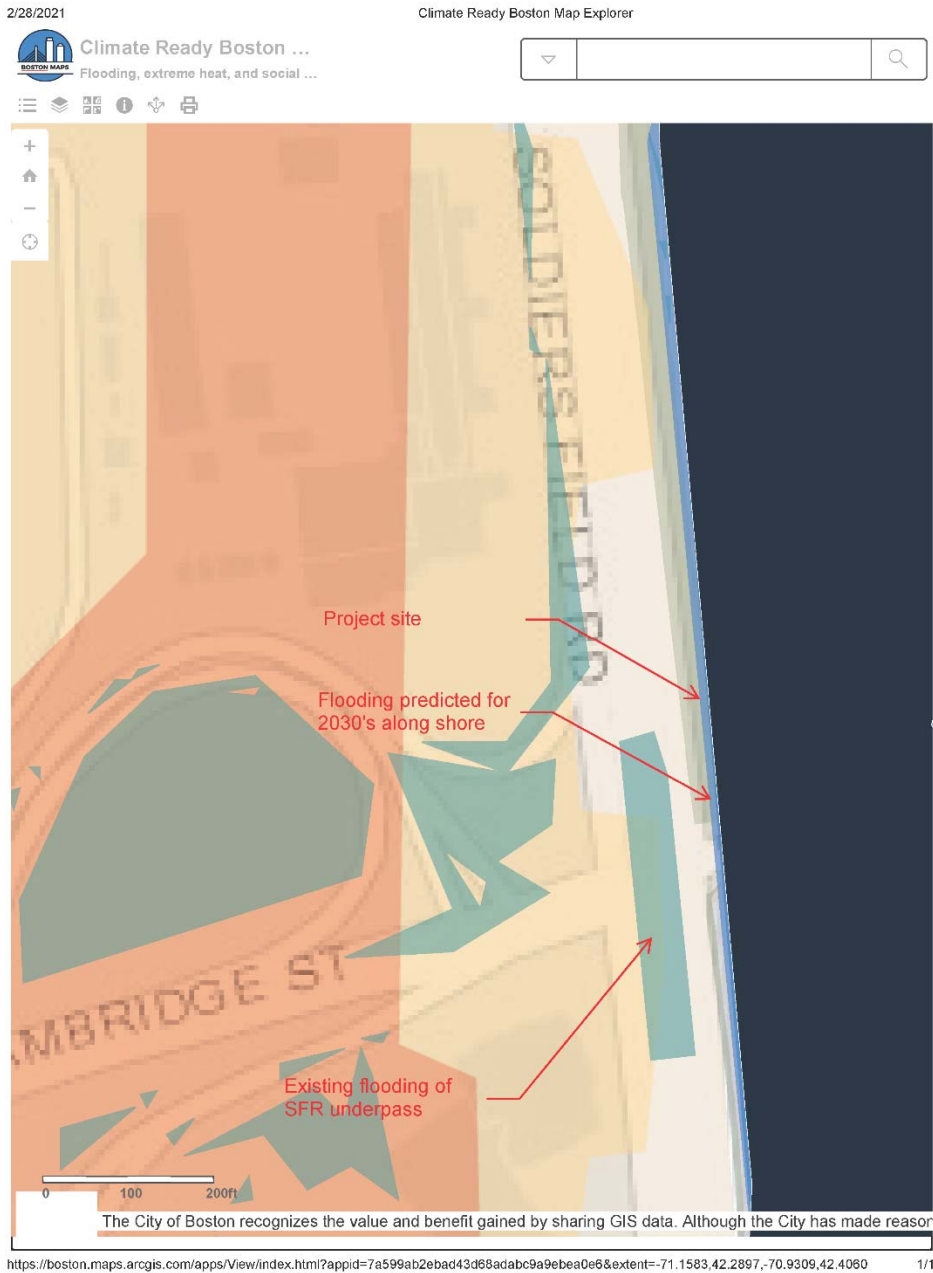 2/28/2021
Climate Ready Boston Map Explorer
BOSTON MAPS
Climate Ready Boston ...
Flooding, extreme heat, and social ...
SOLDIERS FIELD RD
Project site
Flooding predicted for
2030's along shore
AMBRIDGE ST
Existing flooding of
SFR underpass
0 100 200ft
The City of Boston recognizes the value and benefit gained by sharing GIS data. Although the City has made reason
https://boston.maps.arcgis.com/apps/View/index.html?appid=7a599ab2ebad43d68adabc9a9ebea0e6&extent=-71.1583,42.2897,-70.9309,42.4060
1/1